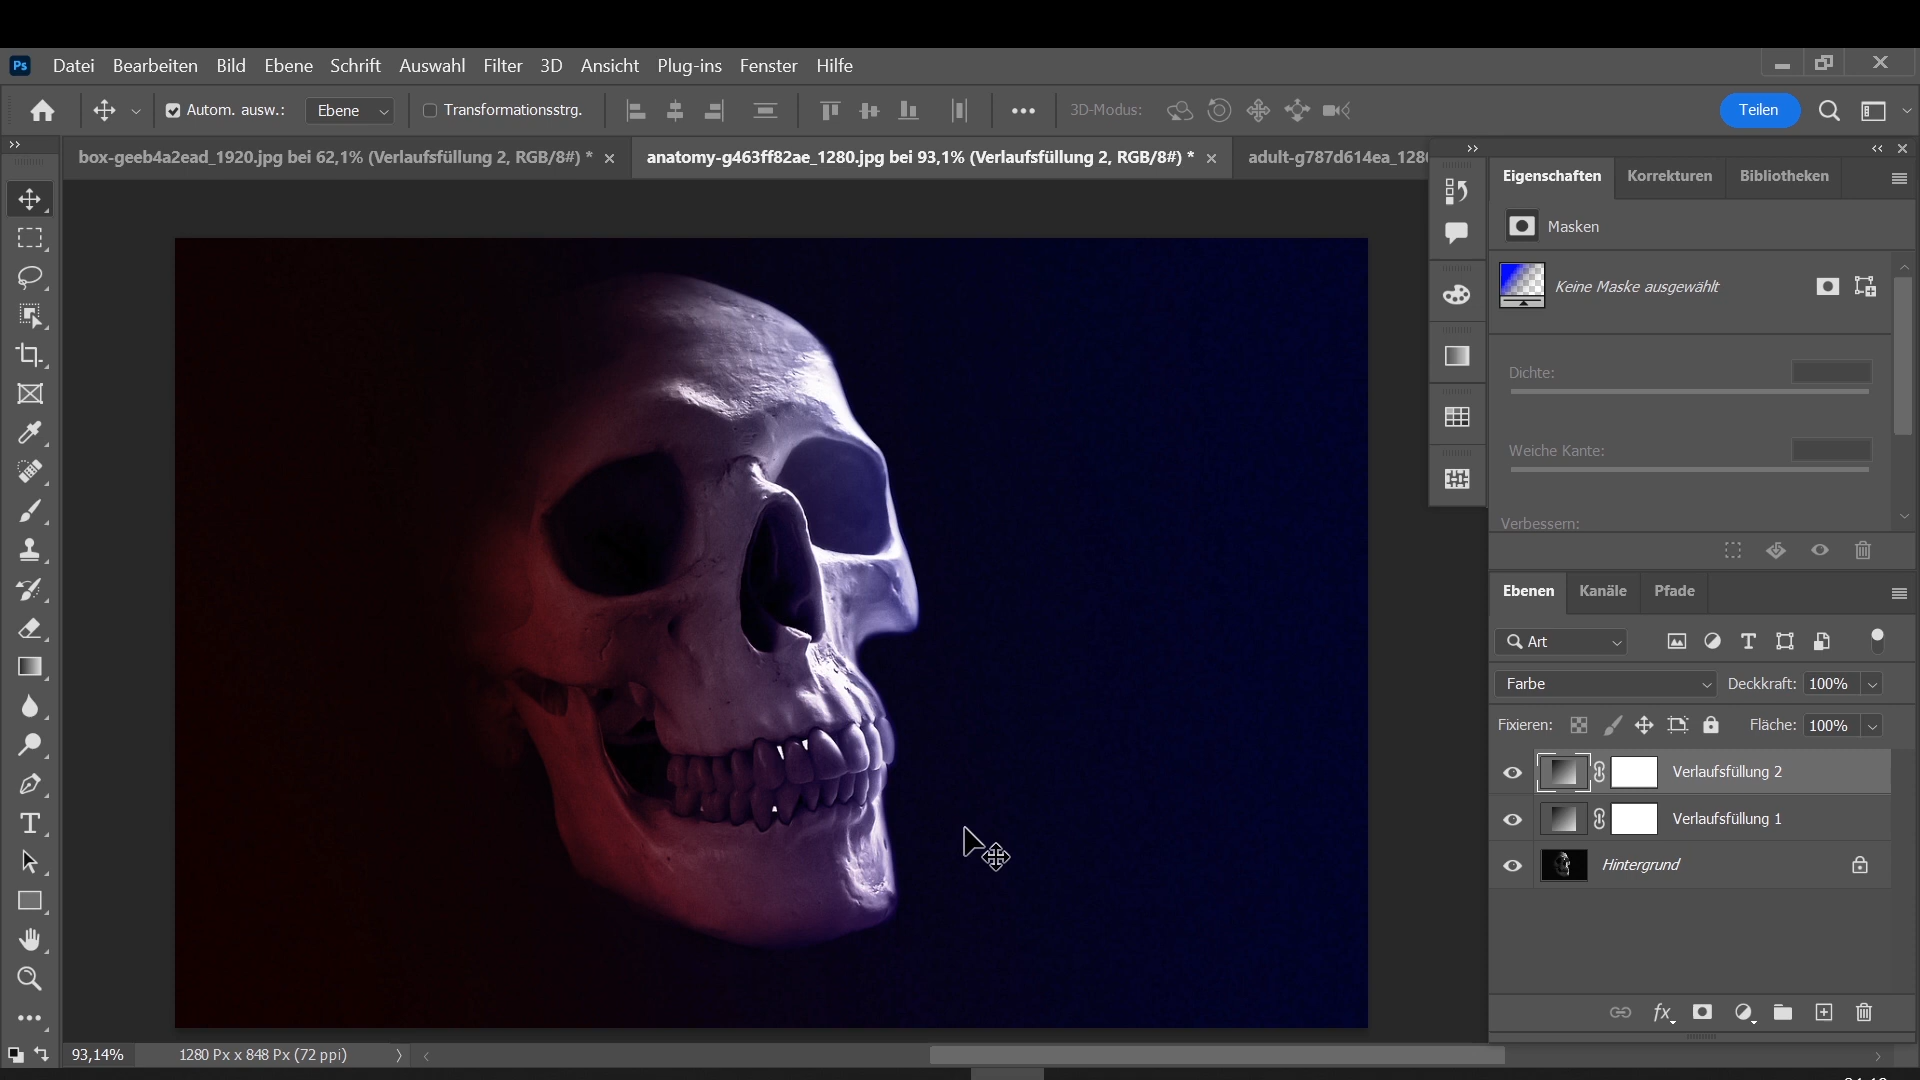 Ps Datei Bearbeiten Bild Ebene Schrift Auswahl Filter 3D Ansicht Plug-ins Fenster Hilfe
Autom. ausw.: Ebene Transformationsstrg. 3D-Modus: Teilen
box-geeb4a2ead_1920.jpg bei 62,1% (Verlaufsfüllung 2, RGB/8#) * anatomy-g463ff82ae_1280.jpg bei 93,1% (Verlaufsfüllung 2, RGB/8#) * adult-g787d614ea_128
Eigenschaften Korrekturen Bibliotheken
Masken
Keine Maske ausgewählt
Dichte:
Weiche Kante:
Verbessern:
Ebenen Kanäle Pfade
Art
Farbe Deckkraft: 100%
Fixieren: Fläche: 100%
Verlaufsfüllung 2
Verlaufsfüllung 1
Hintergrund
fx
93,14% 1280 Px x 848 Px (72 ppi)